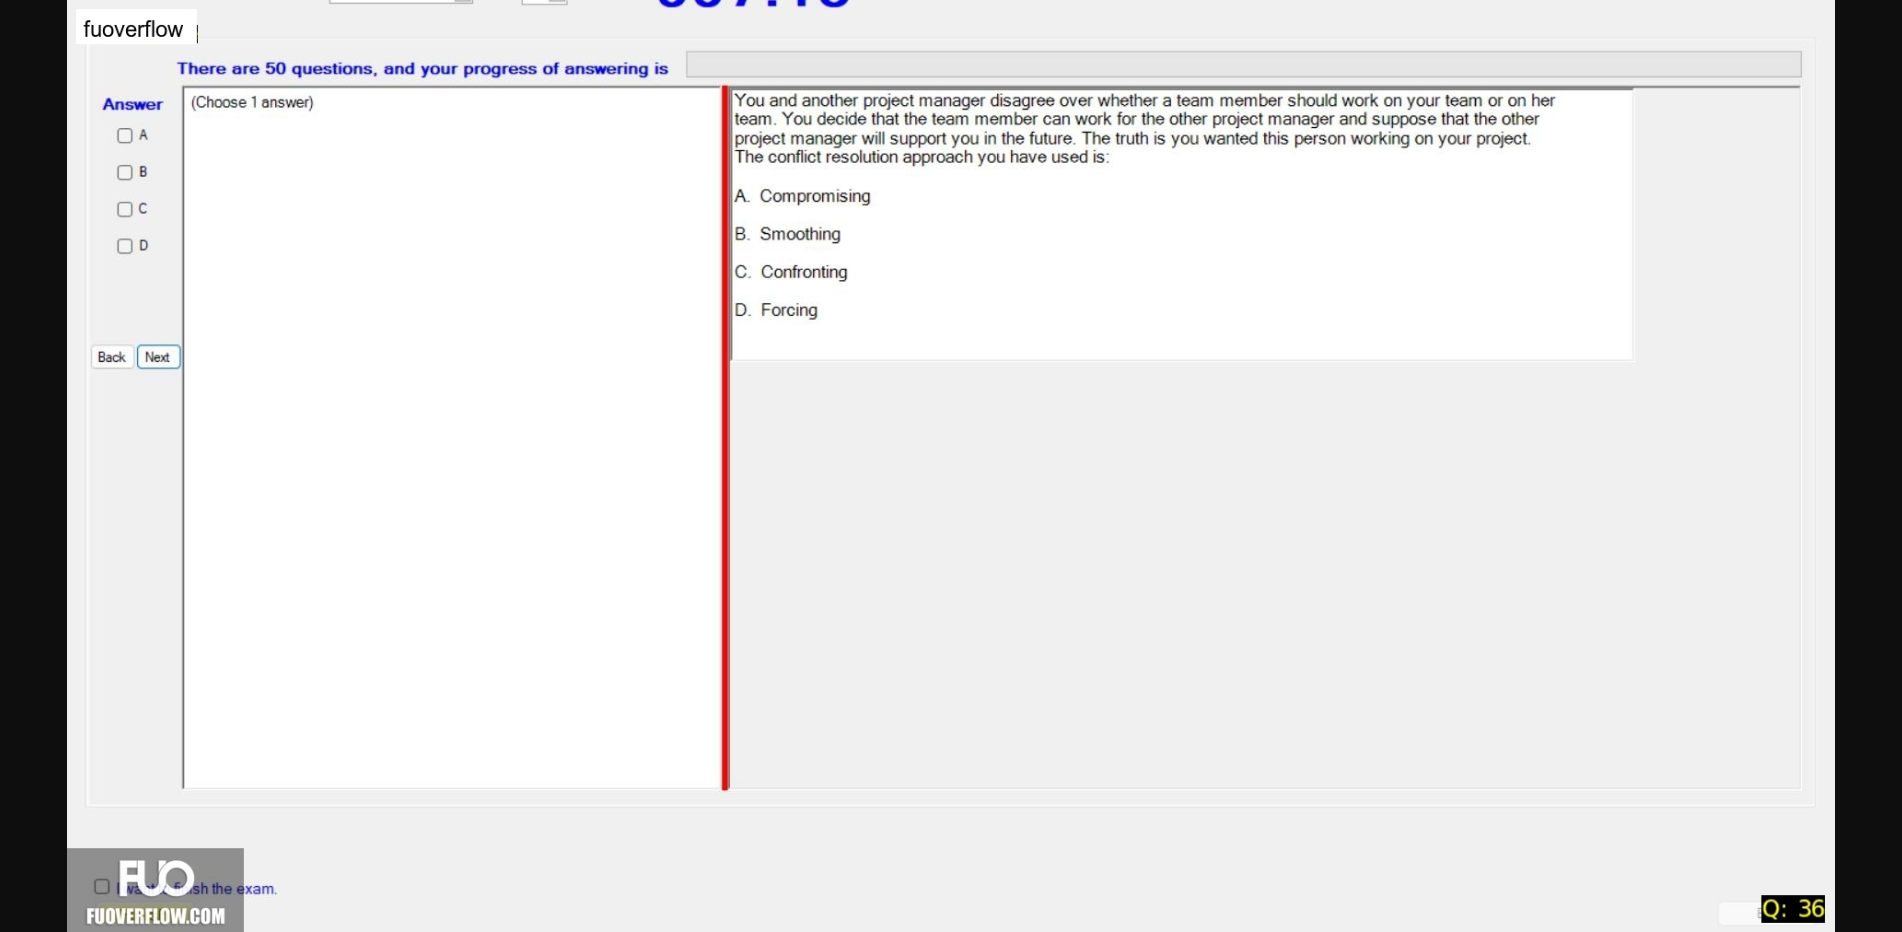 fuoverflow
There are 50 questions, and your progress of answering is
Answer
(Choose 1 answer)
A
B
C
D
Back
Next
You and another project manager disagree over whether a team member should work on your team or on her
team. You decide that the team member can work for the other project manager and suppose that the other
project manager will support you in the future. The truth is you wanted this person working on your project.
The conflict resolution approach you have used is:
A. Compromising
B. Smoothing
C. Confronting
D. Forcing
FUO
sh the exam.
FUOVERFLOW.COM
Q: 36